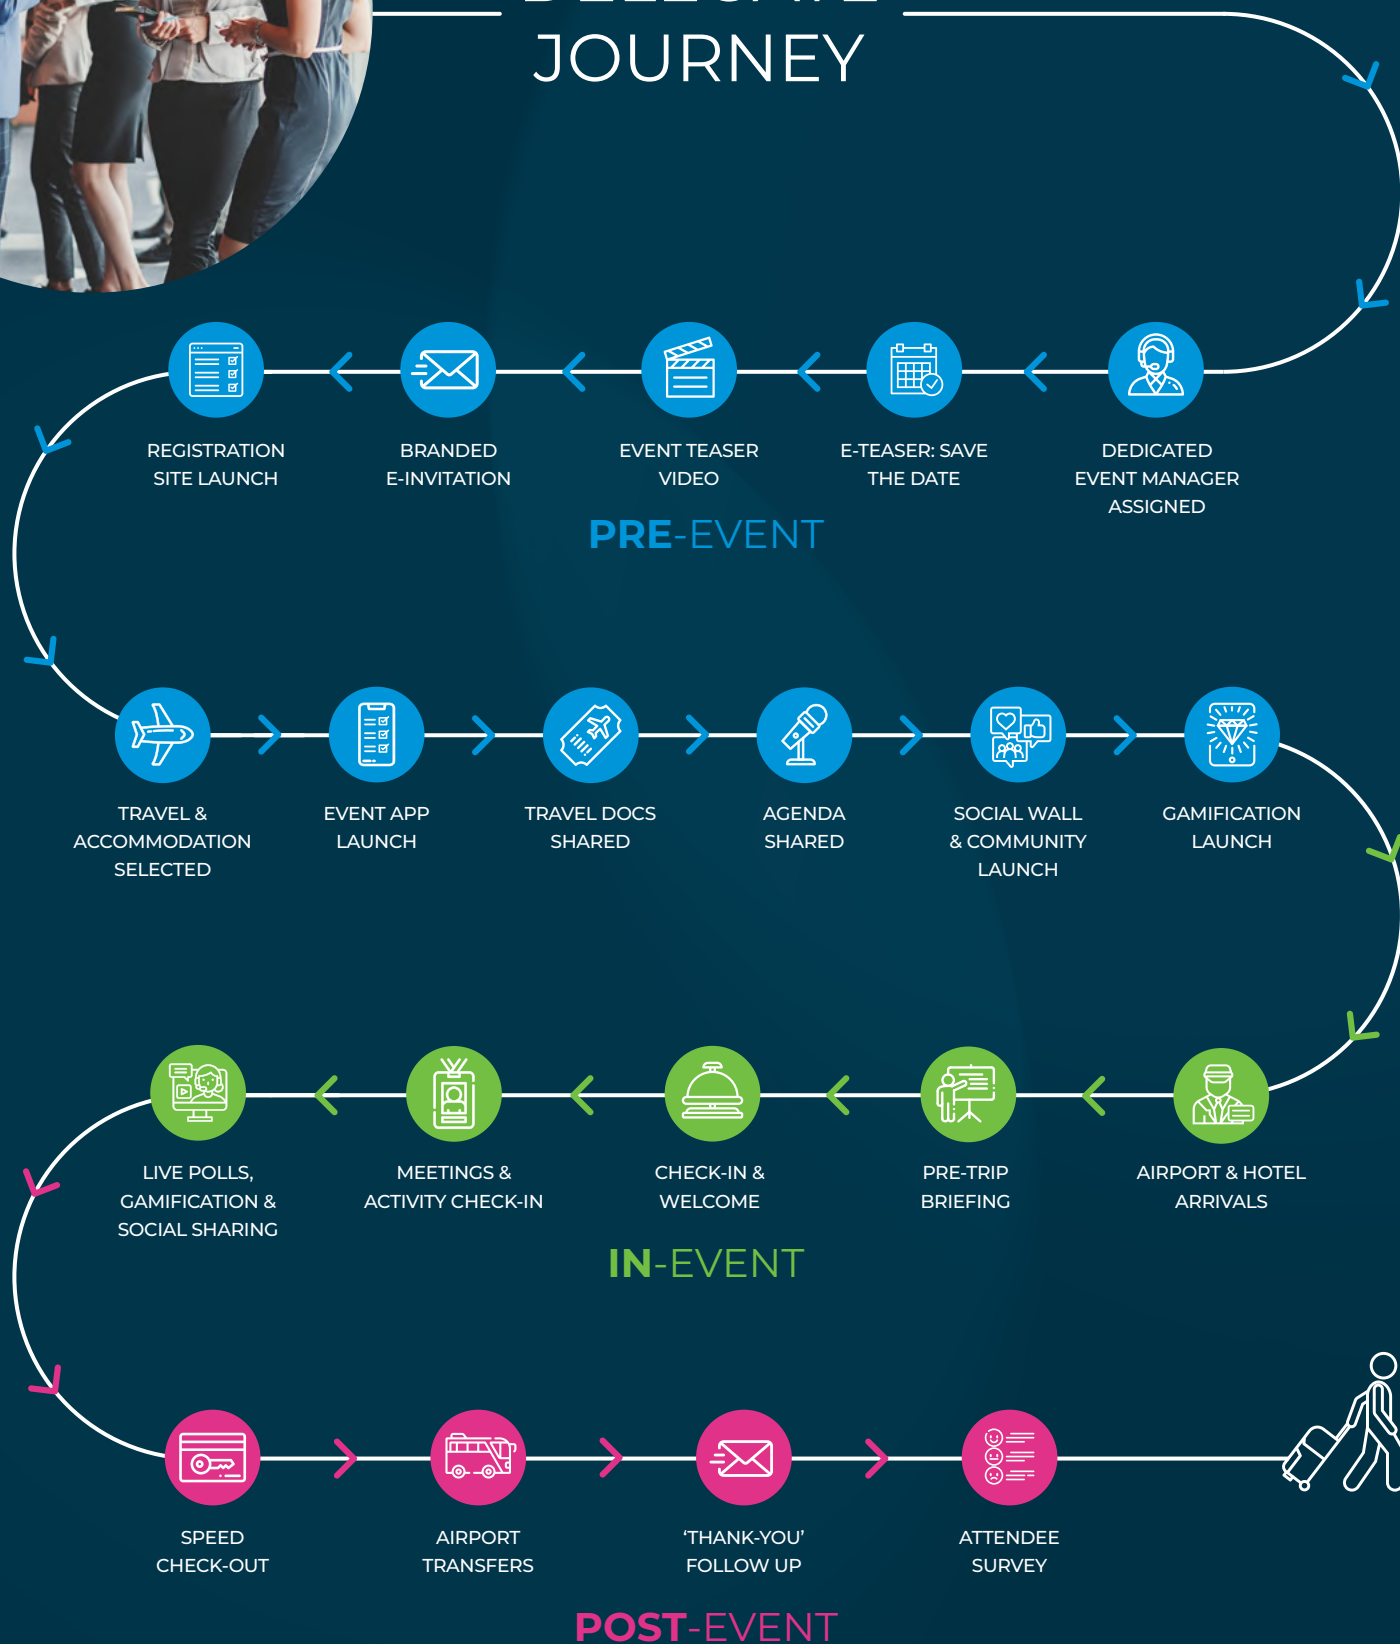 JOURNEY
REGISTRATION
SITE LAUNCH
BRANDED
E-INVITATION
EVENT TEASER
VIDEO
E-TEASER: SAVE
THE DATE
DEDICATED
EVENT MANAGER
ASSIGNED
PRE-EVENT
TRAVEL &
ACCOMMODATION
SELECTED
EVENT APP
LAUNCH
TRAVEL DOCS
SHARED
AGENDA
SHARED
SOCIAL WALL
& COMMUNITY
LAUNCH
GAMIFICATION
LAUNCH
LIVE POLLS,
GAMIFICATION &
SOCIAL SHARING
MEETINGS &
ACTIVITY CHECK-IN
CHECK-IN &
WELCOME
PRE-TRIP
BRIEFING
AIRPORT & HOTEL
ARRIVALS
IN-EVENT
SPEED
CHECK-OUT
AIRPORT
TRANSFERS
‘THANK-YOU’
FOLLOW UP
ATTENDEE
SURVEY
POST-EVENT